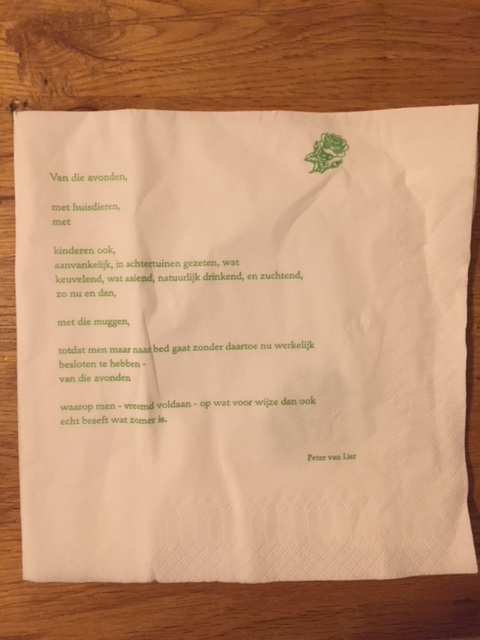 Van die avonden,
met huisdieren,
met
kinderen ook,
aanvankelijk, in achtertuinen gezeten, wat
keuvelend, wat aaiend, natuurlijk drinkend, en zuchtend,
zo nu en dan,
met die muggen,
totdat men maar naar bed gaat zonder daartoe nu werkelijk
besloten te hebben -
van die avonden
waarop men - vreemd voldaan - op wat voor wijze dan ook
echt beseft wat zomer is.
Peter van Lier